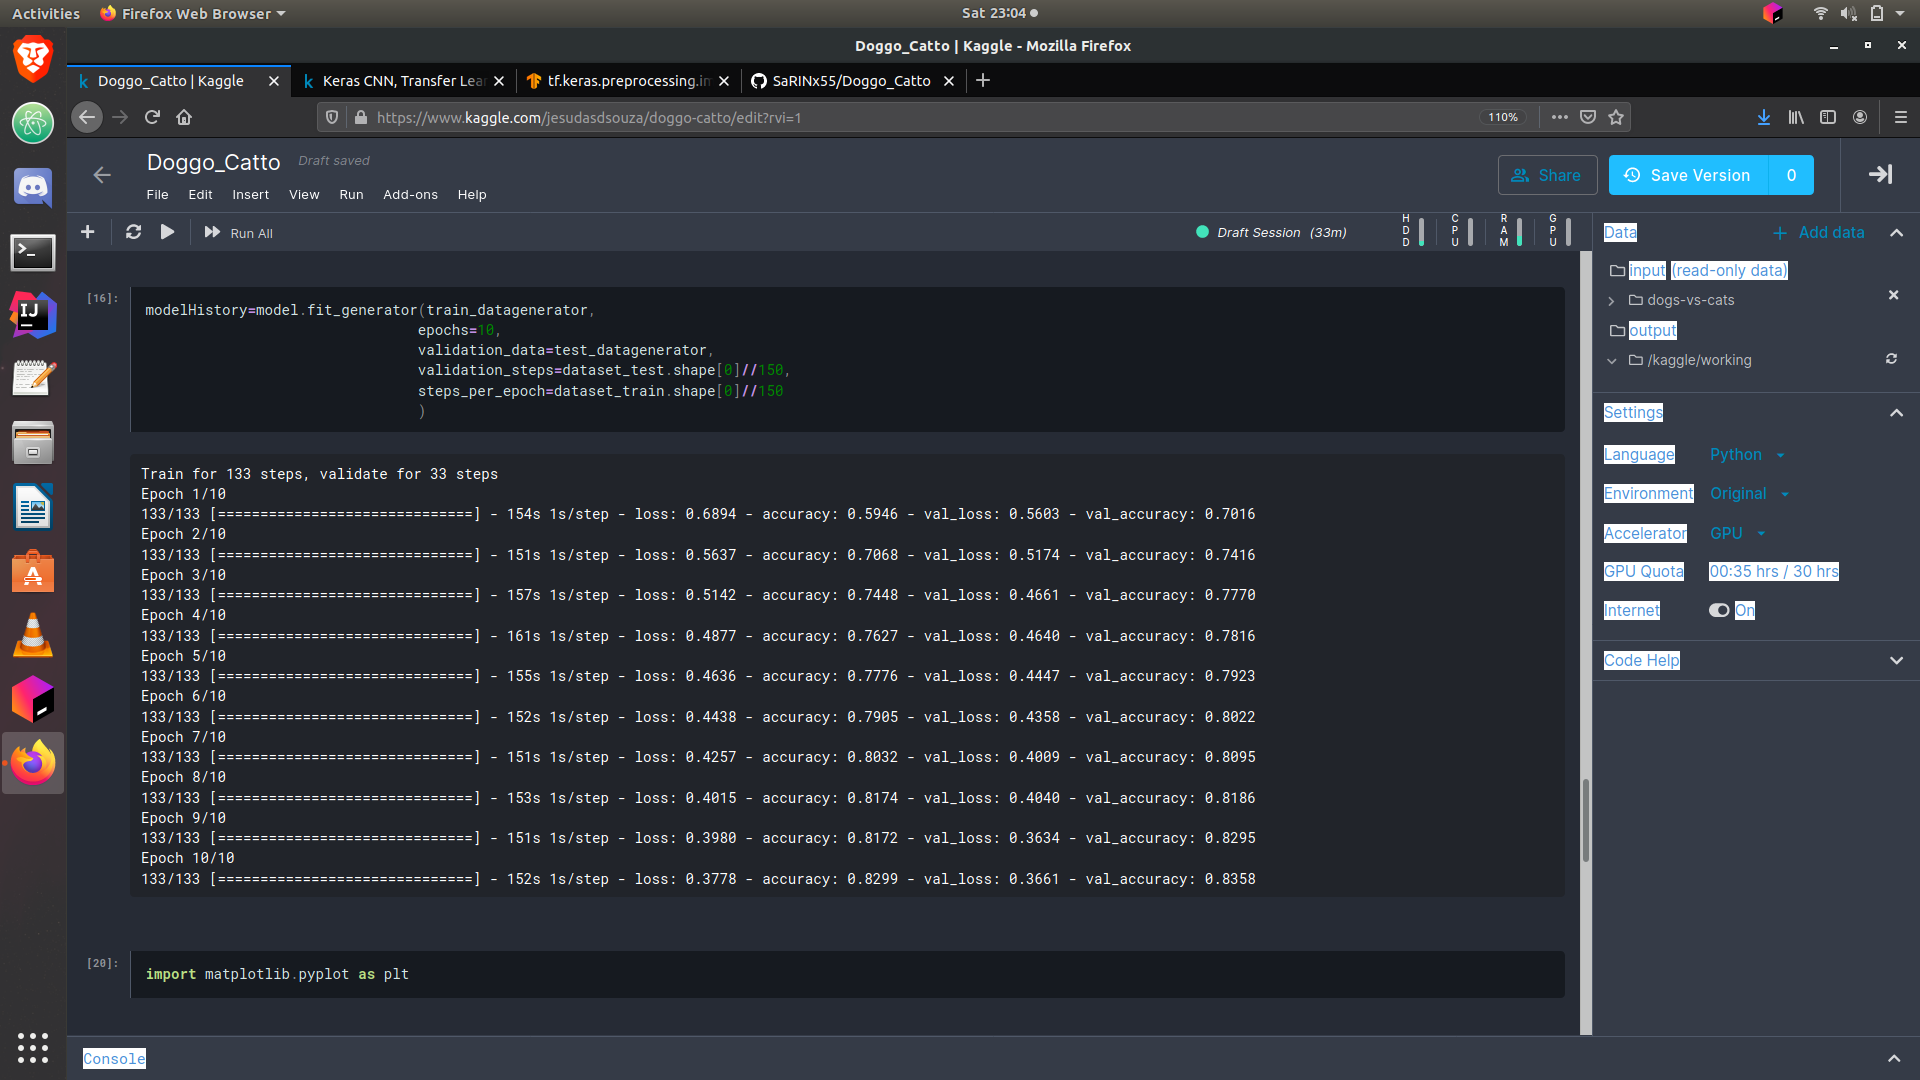 Activities
Firefox Web Browser
Sat 23:04
Doggo_Catto | Kaggle - Mozilla Firefox
Doggo_Catto | Kaggle
Keras CNN, Transfer Lear
tf.keras.preprocessing.im
SaRINx55/Doggo_Catto
https://www.kaggle.com/jesudasdsouza/doggo-catto/edit?rvi=1
110%
Doggo_Catto
Draft saved
File Edit Insert View Run Add-ons Help
Share
Save Version
0
Run All
Draft Session (33m)
HDD
CPU
RAM
GPU
[16]:
modelHistory=model.fit_generator(train_datagenerator,
epochs=10,
validation_data=test_datagenerator,
validation_steps=dataset_test.shape[0]//150,
steps_per_epoch=dataset_train.shape[0]//150
)
Train for 133 steps, validate for 33 steps
Epoch 1/10
133/133 [==============================] - 154s 1s/step - loss: 0.6894 - accuracy: 0.5946 - val_loss: 0.5603 - val_accuracy: 0.7016
Epoch 2/10
133/133 [==============================] - 151s 1s/step - loss: 0.5637 - accuracy: 0.7068 - val_loss: 0.5174 - val_accuracy: 0.7416
Epoch 3/10
133/133 [==============================] - 157s 1s/step - loss: 0.5142 - accuracy: 0.7448 - val_loss: 0.4661 - val_accuracy: 0.7770
Epoch 4/10
133/133 [==============================] - 161s 1s/step - loss: 0.4877 - accuracy: 0.7627 - val_loss: 0.4640 - val_accuracy: 0.7816
Epoch 5/10
133/133 [==============================] - 155s 1s/step - loss: 0.4636 - accuracy: 0.7776 - val_loss: 0.4447 - val_accuracy: 0.7923
Epoch 6/10
133/133 [==============================] - 152s 1s/step - loss: 0.4438 - accuracy: 0.7905 - val_loss: 0.4358 - val_accuracy: 0.8022
Epoch 7/10
133/133 [==============================] - 151s 1s/step - loss: 0.4257 - accuracy: 0.8032 - val_loss: 0.4009 - val_accuracy: 0.8095
Epoch 8/10
133/133 [==============================] - 153s 1s/step - loss: 0.4015 - accuracy: 0.8174 - val_loss: 0.4040 - val_accuracy: 0.8186
Epoch 9/10
133/133 [==============================] - 151s 1s/step - loss: 0.3980 - accuracy: 0.8172 - val_loss: 0.3634 - val_accuracy: 0.8295
Epoch 10/10
133/133 [==============================] - 152s 1s/step - loss: 0.3778 - accuracy: 0.8299 - val_loss: 0.3661 - val_accuracy: 0.8358
[20]:
import matplotlib.pyplot as plt
Console
Data
+ Add data
input (read-only data)
dogs-vs-cats
output
/kaggle/working
Settings
Language Python
Environment Original
Accelerator GPU
GPU Quota 00:35 hrs / 30 hrs
Internet On
Code Help